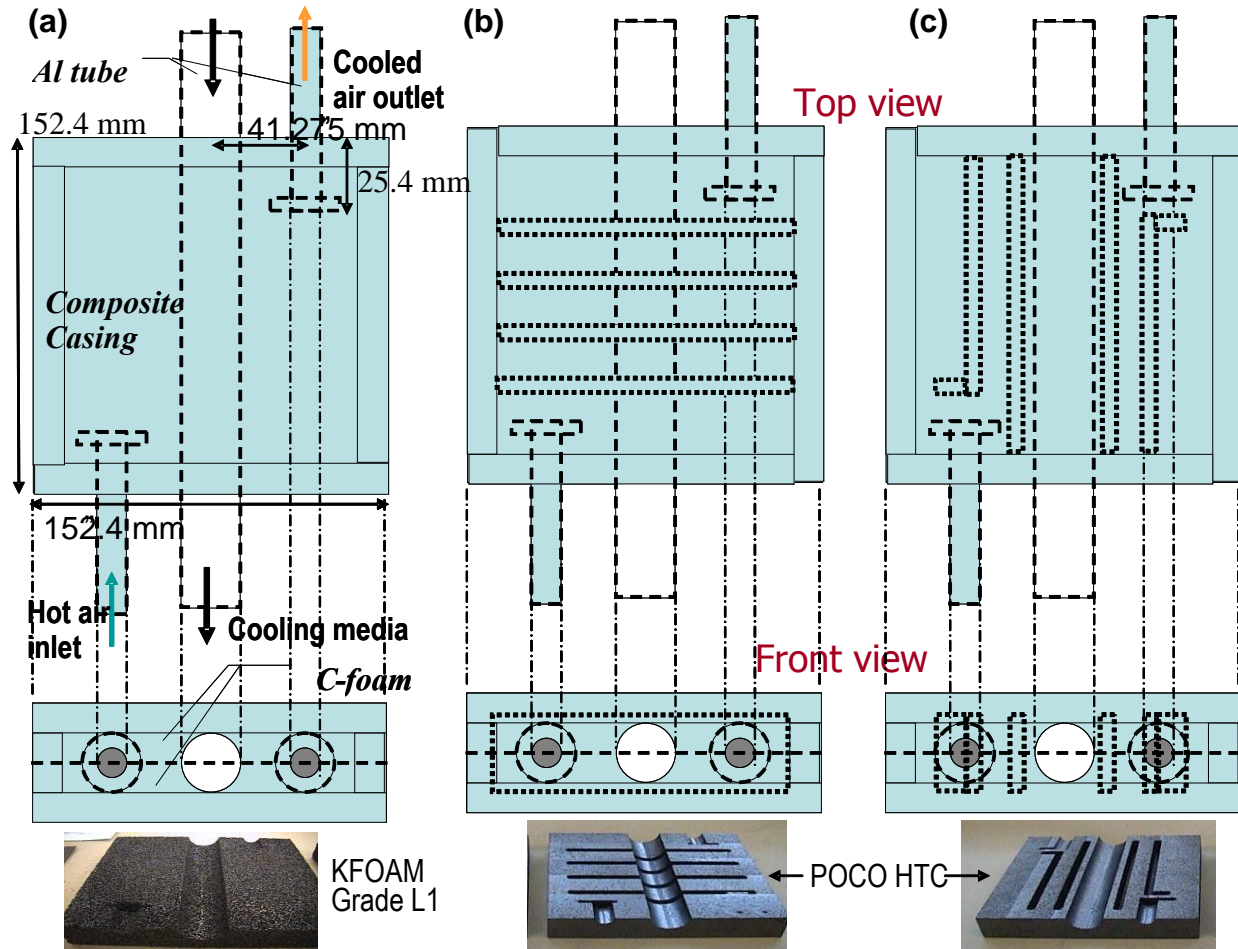 (a)
(b)
(c)
Al tube
Cooled
air outlet
Top view
152.4 mm
41.275 mm
25.4 mm
Composite
Casing
152.4 mm
Hot air
inlet
Cooling media
C-foam
Front view
KFOAM
Grade L1
POCO HTC